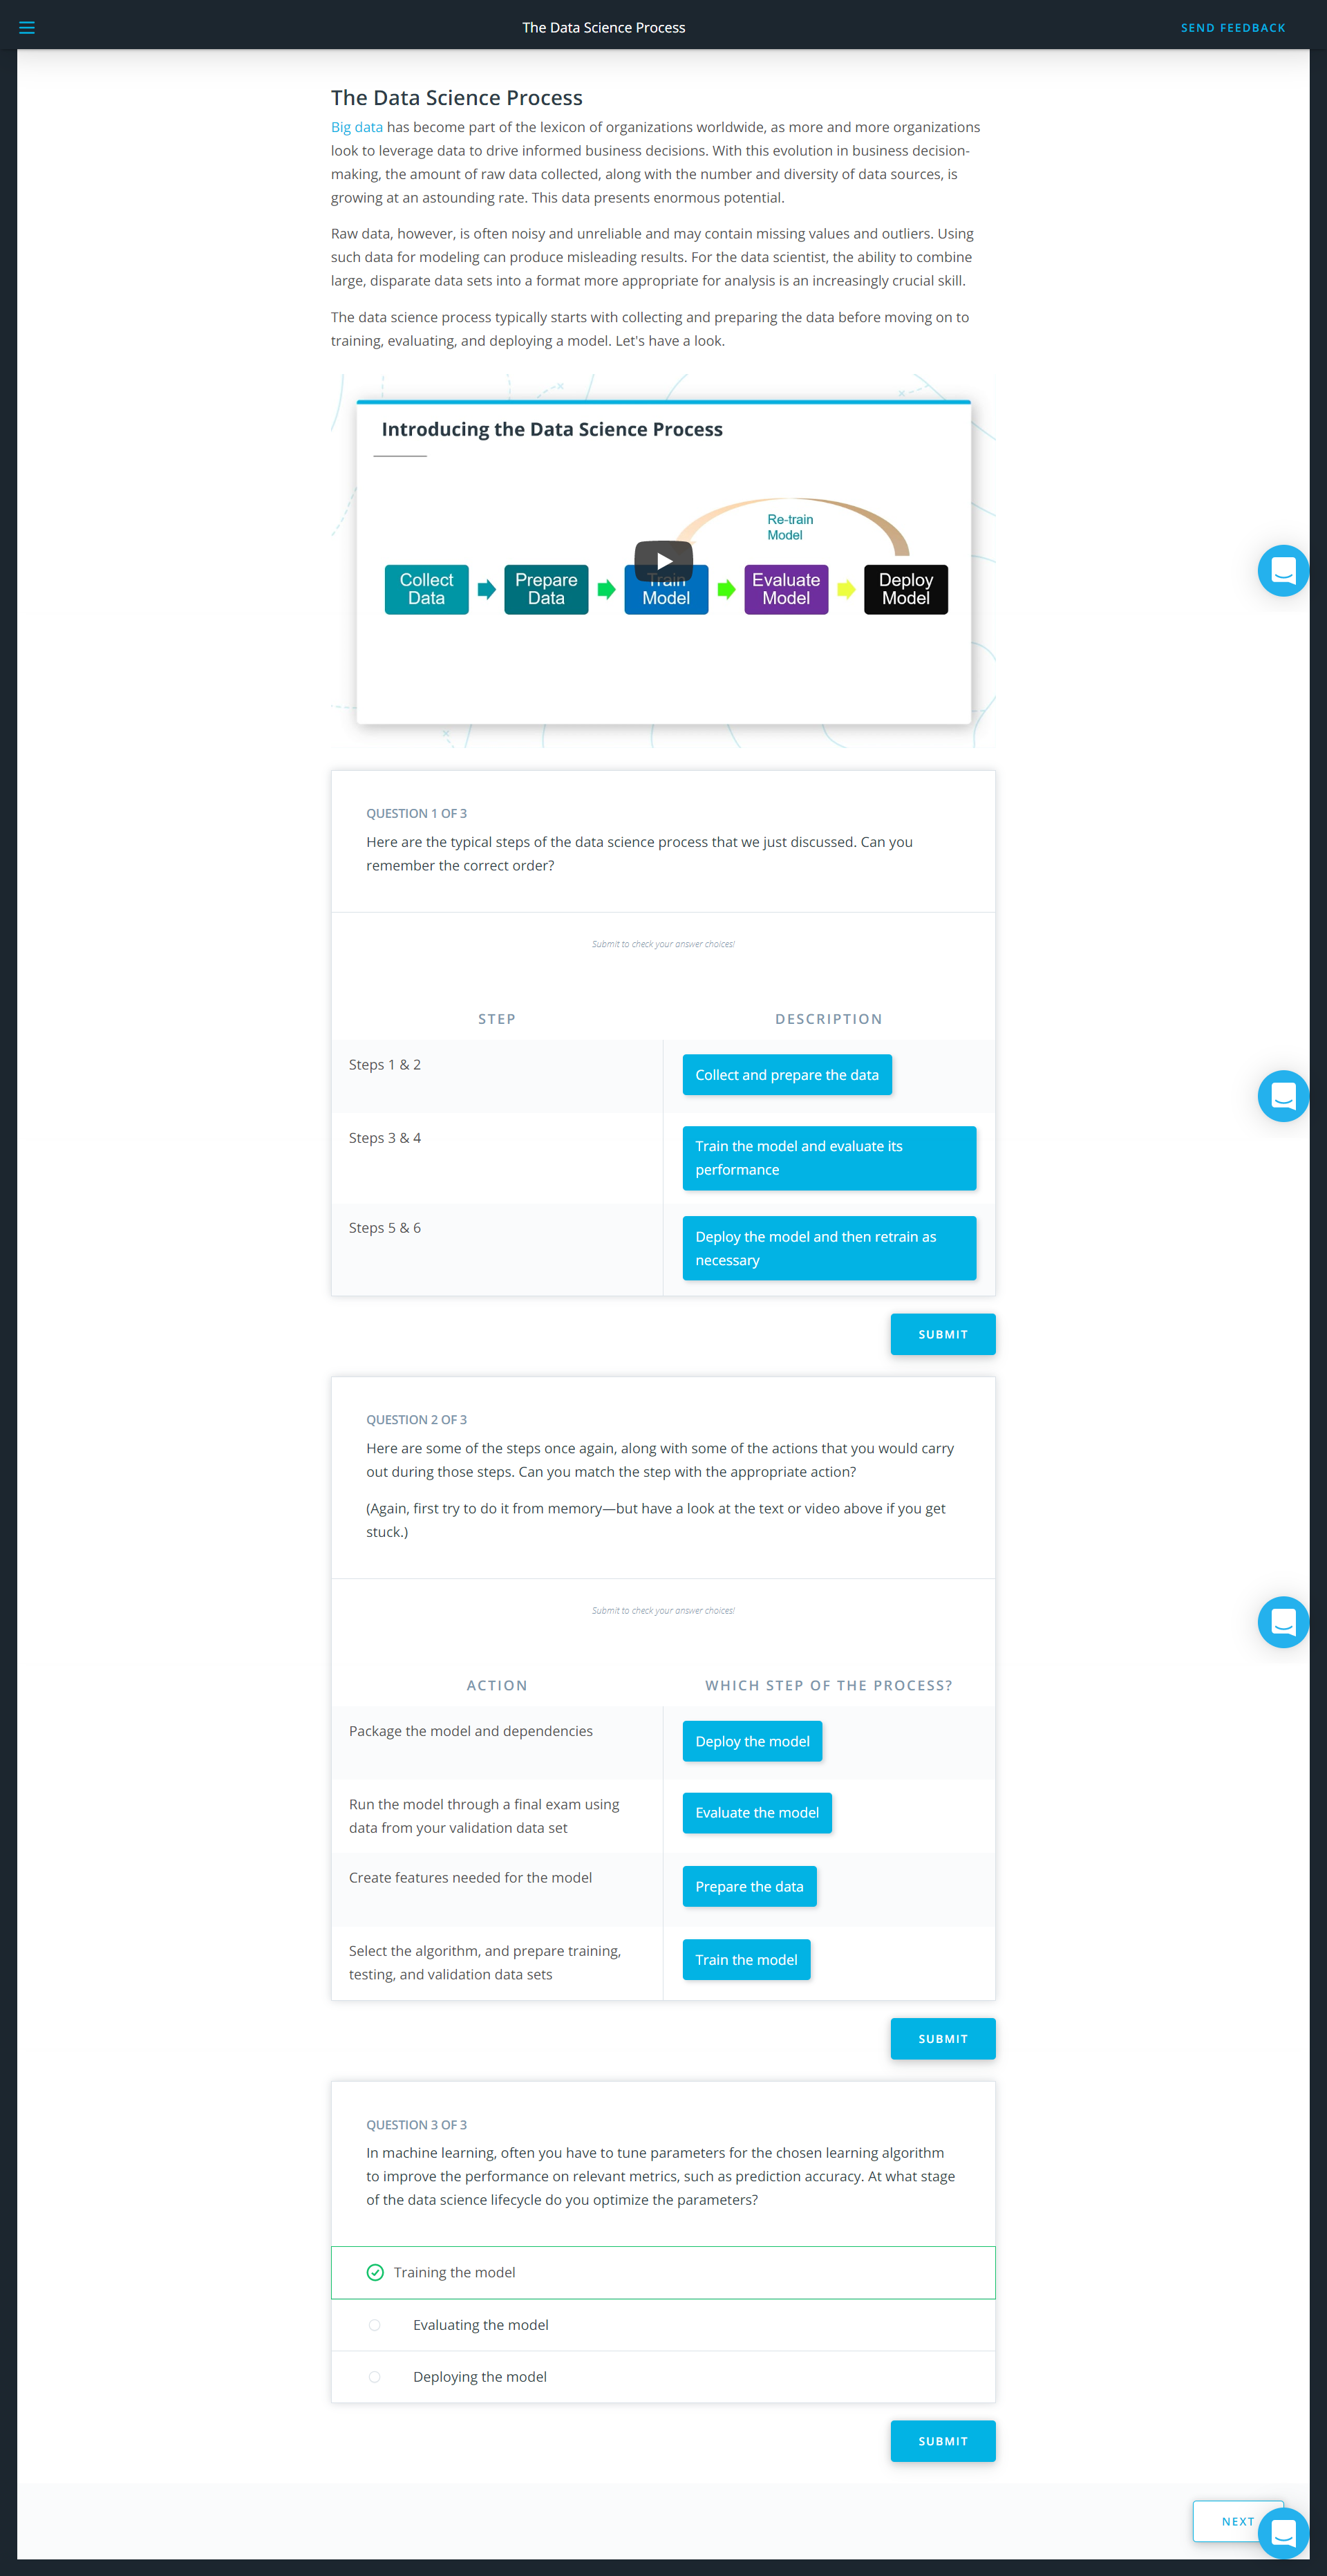 The Data Science Process
SEND FEEDBACK
The Data Science Process
Big data has become part of the lexicon of organizations worldwide, as more and more organizations
look to leverage data to drive informed business decisions. With this evolution in business decision-
making, the amount of raw data collected, along with the number and diversity of data sources, is
growing at an astounding rate. This data presents enormous potential.
Raw data, however, is often noisy and unreliable and may contain missing values and outliers. Using
such data for modeling can produce misleading results. For the data scientist, the ability to combine
large, disparate data sets into a format more appropriate for analysis is an increasingly crucial skill.
The data science process typically starts with collecting and preparing the data before moving on to
training, evaluating, and deploying a model. Let's have a look.
Introducing the Data Science Process
Re-train
Model
Collect
Data
Prepare
Data
Train
Model
Evaluate
Model
Deploy
Model
QUESTION 1 OF 3
Here are the typical steps of the data science process that we just discussed. Can you
remember the correct order?
Submit to check your answer choices!
STEP
DESCRIPTION
Steps 1 & 2
Collect and prepare the data
Steps 3 & 4
Train the model and evaluate its
performance
Steps 5 & 6
Deploy the model and then retrain as
necessary
SUBMIT
QUESTION 2 OF 3
Here are some of the steps once again, along with some of the actions that you would carry
out during those steps. Can you match the step with the appropriate action?
(Again, first try to do it from memory—but have a look at the text or video above if you get
stuck.)
Submit to check your answer choices!
ACTION
WHICH STEP OF THE PROCESS?
Package the model and dependencies
Deploy the model
Run the model through a final exam using
data from your validation data set
Evaluate the model
Create features needed for the model
Prepare the data
Select the algorithm, and prepare training,
testing, and validation data sets
Train the model
SUBMIT
QUESTION 3 OF 3
In machine learning, often you have to tune parameters for the chosen learning algorithm
to improve the performance on relevant metrics, such as prediction accuracy. At what stage
of the data science lifecycle do you optimize the parameters?
Training the model
Evaluating the model
Deploying the model
SUBMIT
NEXT